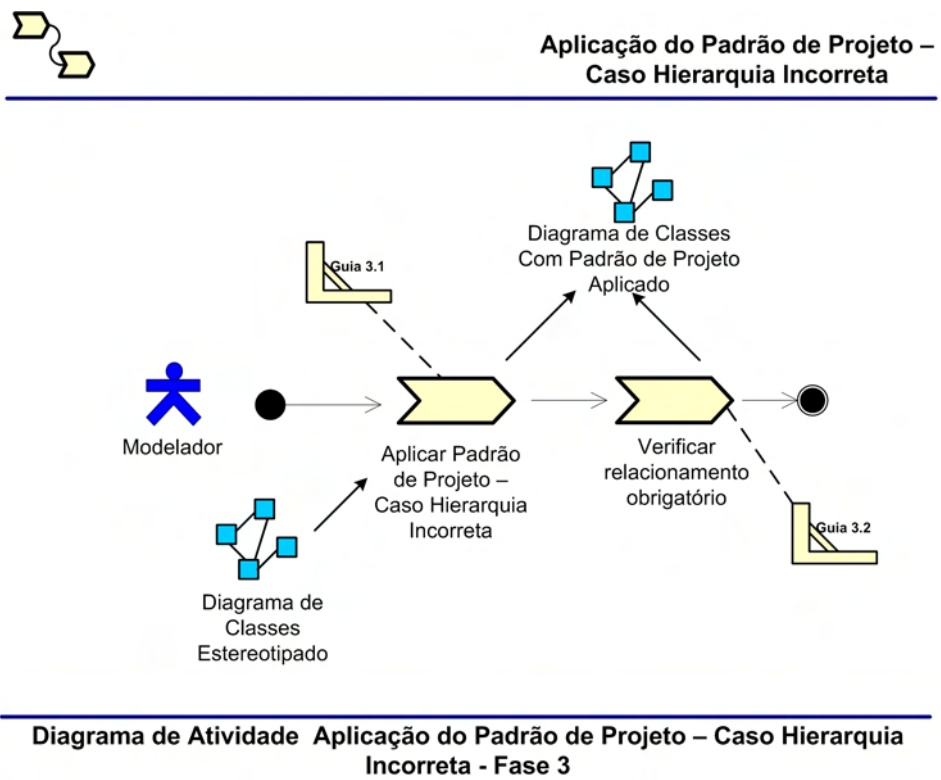 Aplicação do Padrão de Projeto –
Caso Hierarquia Incorreta
Diagrama de Classes
Com Padrão de Projeto
Aplicado
Guia 3.1
Modelador
Aplicar Padrão
de Projeto –
Caso Hierarquia
Incorreta
Verificar
relacionamento
obrigatório
Guia 3.2
Diagrama de
Classes
Estereotipado
Diagrama de Atividade Aplicação do Padrão de Projeto – Caso Hierarquia
Incorreta - Fase 3